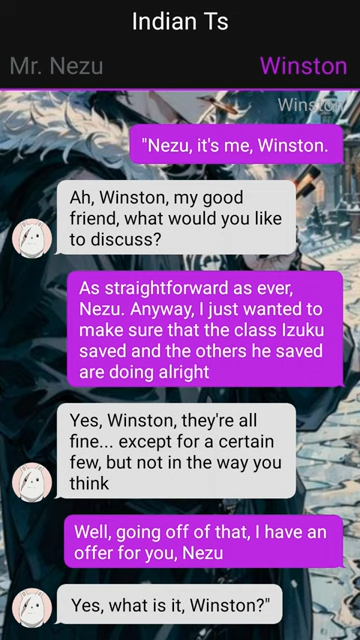 Indian Ts
Mr. Nezu
Winston
Winston
"Nezu, it's me, Winston.
Ah, Winston, my good
friend, what would you like
to discuss?
As straightforward as ever,
Nezu. Anyway, I just wanted to
make sure that the class Izuku
saved and the others he saved
are doing alright
Yes, Winston, they're all
fine... except for a certain
few, but not in the way you
think
Well, going off of that, I have an
offer for you, Nezu
Yes, what is it, Winston?"